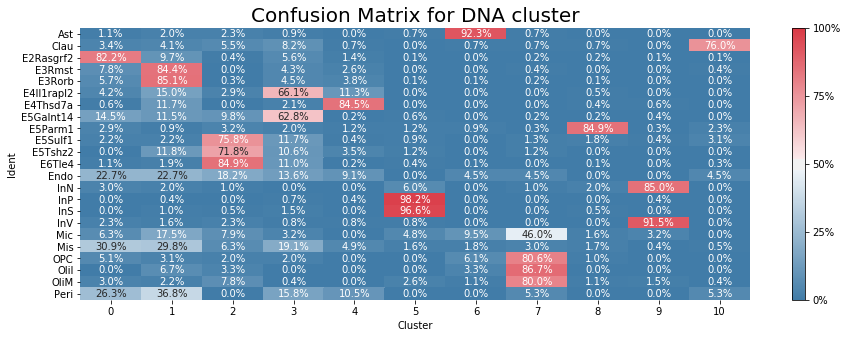 Confusion Matrix for DNA cluster
Ast 1.1% 2.0% 2.3% 0.9% 0.0% 0.7% 92.3% 0.7% 0.0% 0.0% 0.0%
Clau 3.4% 4.1% 5.5% 8.2% 0.7% 0.0% 0.7% 0.7% 0.7% 0.0% 76.0%
E2Rasgrf2 82.2% 9.7% 0.4% 5.6% 1.4% 0.1% 0.0% 0.2% 0.2% 0.1% 0.1%
E3Rmst 7.8% 84.4% 0.0% 4.3% 2.6% 0.0% 0.0% 0.4% 0.0% 0.0% 0.4%
E3Rorb 5.7% 85.1% 0.3% 4.5% 3.8% 0.1% 0.1% 0.2% 0.1% 0.0% 0.2%
E4Il1rapl2 4.2% 15.0% 2.9% 66.1% 11.3% 0.0% 0.0% 0.0% 0.5% 0.0% 0.0%
E4Thsd7a 0.6% 11.7% 0.0% 2.1% 84.5% 0.0% 0.0% 0.0% 0.4% 0.6% 0.0%
E5Galnt14 14.5% 11.5% 9.8% 62.8% 0.2% 0.6% 0.0% 0.2% 0.2% 0.4% 0.0%
E5Parm1 2.9% 0.9% 3.2% 2.0% 1.2% 1.2% 0.9% 0.3% 84.9% 0.3% 2.3%
E5Sulf1 2.2% 2.2% 75.8% 11.7% 0.4% 0.9% 0.0% 1.3% 1.8% 0.4% 3.1%
E5Tshz2 0.0% 11.8% 71.8% 10.6% 3.5% 1.2% 0.0% 1.2% 0.0% 0.0% 0.0%
E6Tle4 1.1% 1.9% 84.9% 11.0% 0.2% 0.4% 0.1% 0.0% 0.1% 0.0% 0.3%
Endo 22.7% 22.7% 18.2% 13.6% 9.1% 0.0% 4.5% 4.5% 0.0% 0.0% 4.5%
InN 3.0% 2.0% 1.0% 0.0% 0.0% 6.0% 0.0% 1.0% 2.0% 85.0% 0.0%
InP 0.0% 0.4% 0.0% 0.7% 0.4% 98.2% 0.0% 0.0% 0.4% 0.0% 0.0%
InS 0.0% 1.0% 0.5% 1.5% 0.0% 96.6% 0.0% 0.0% 0.5% 0.0% 0.0%
InV 2.3% 1.6% 2.3% 0.8% 0.8% 0.8% 0.0% 0.0% 0.0% 91.5% 0.0%
Mic 6.3% 17.5% 7.9% 3.2% 0.0% 4.8% 9.5% 46.0% 1.6% 3.2% 0.0%
Mis 30.9% 29.8% 6.3% 19.1% 4.9% 1.6% 1.8% 3.0% 1.7% 0.4% 0.5%
OPC 5.1% 3.1% 2.0% 2.0% 0.0% 0.0% 6.1% 80.6% 1.0% 0.0% 0.0%
OliI 0.0% 6.7% 3.3% 0.0% 0.0% 0.0% 3.3% 86.7% 0.0% 0.0% 0.0%
OliM 3.0% 2.2% 7.8% 0.4% 0.0% 2.6% 1.1% 80.0% 1.1% 1.5% 0.4%
Peri 26.3% 36.8% 0.0% 15.8% 10.5% 0.0% 0.0% 5.3% 0.0% 0.0% 5.3%
0 1 2 3 4 5 6 7 8 9 10
Cluster
Ident
100%
75%
50%
25%
0%